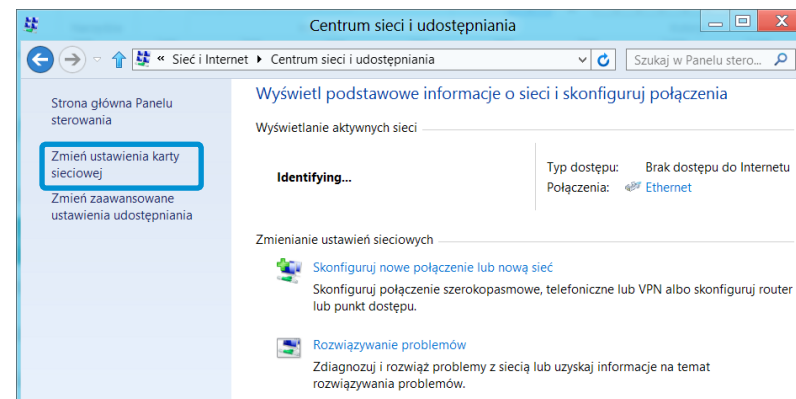 Centrum sieci i udostępniania
« Sieć i Internet ▸ Centrum sieci i udostępniania
Szukaj w Panelu stero...
Strona główna Panelu
sterowania
Zmień ustawienia karty
sieciowej
Zmień zaawansowane
ustawienia udostępniania
Wyświetl podstawowe informacje o sieci i skonfiguruj połączenia
Wyświetlanie aktywnych sieci
Identifying...
Typ dostępu: Brak dostępu do Internetu
Połączenia: Ethernet
Zmienianie ustawień sieciowych
Skonfiguruj nowe połączenie lub nową sieć
Skonfiguruj połączenie szerokopasmowe, telefoniczne lub VPN albo skonfiguruj router
lub punkt dostępu.
Rozwiązywanie problemów
Zdiagnozuj i rozwiąż problemy z siecią lub uzyskaj informacje na temat
rozwiązywania problemów.